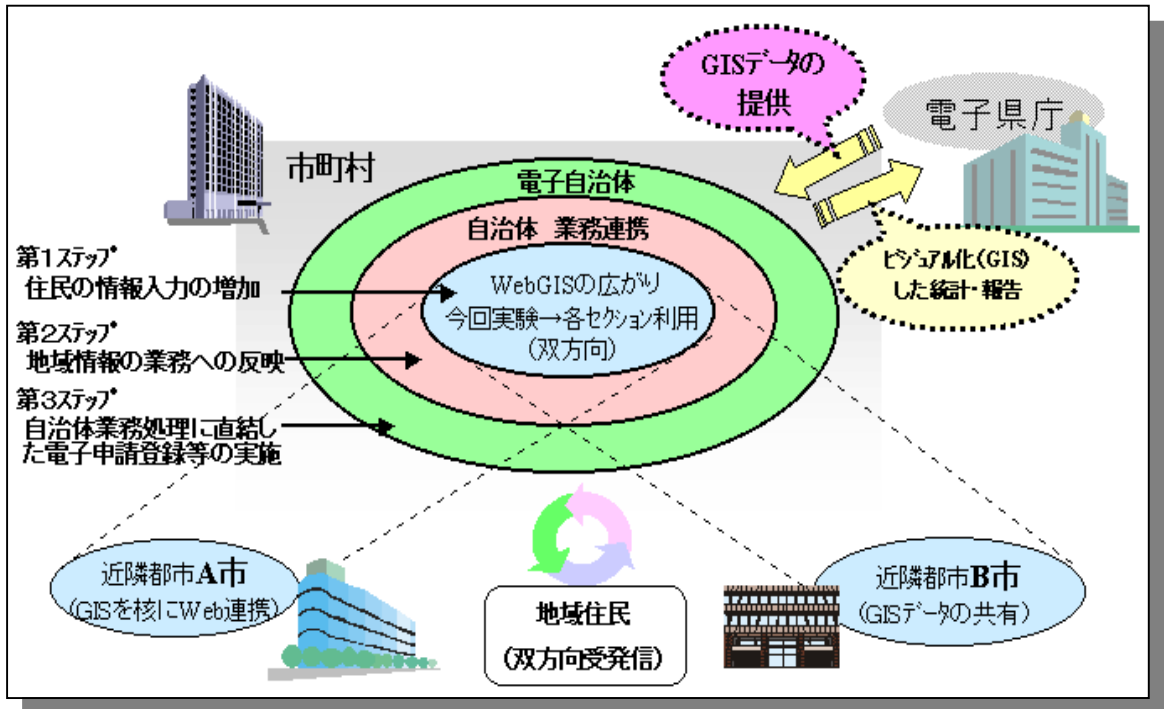 GISデータの
提供
電子県庁
市町村
電子自治体
自治体 業務連携
ビジュアル化(GIS)
した統計・報告
第1ステップ
住民の情報入力の増加
WebGISの広がり
今回実験→各セクション利用
(双方向)
第2ステップ
地域情報の業務への反映
第3ステップ
自治体業務処理に直結し
た電子申請登録等の実施
近隣都市A市
(GISを核にWeb連携)
地域住民
(双方向受発信)
近隣都市B市
(GISデータの共有)